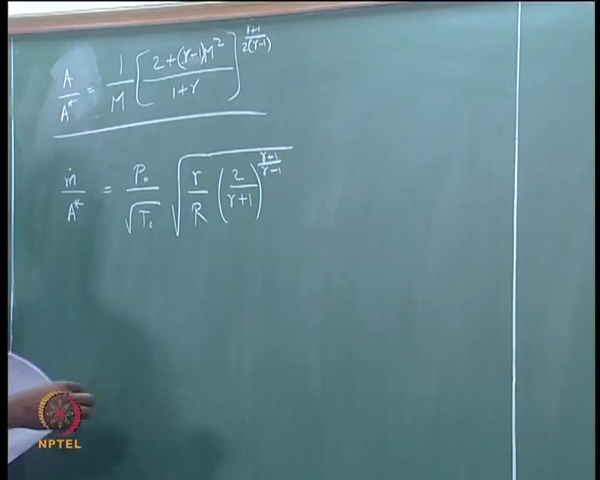 A/A* = 1/M [(2+(γ-1)M²)/(1+γ)]^((γ+1)/(2(γ-1)))
ṁ/A* = P₀/√T₀ √(γ/R (2/(γ+1))^((γ+1)/(γ-1)))
NPTEL